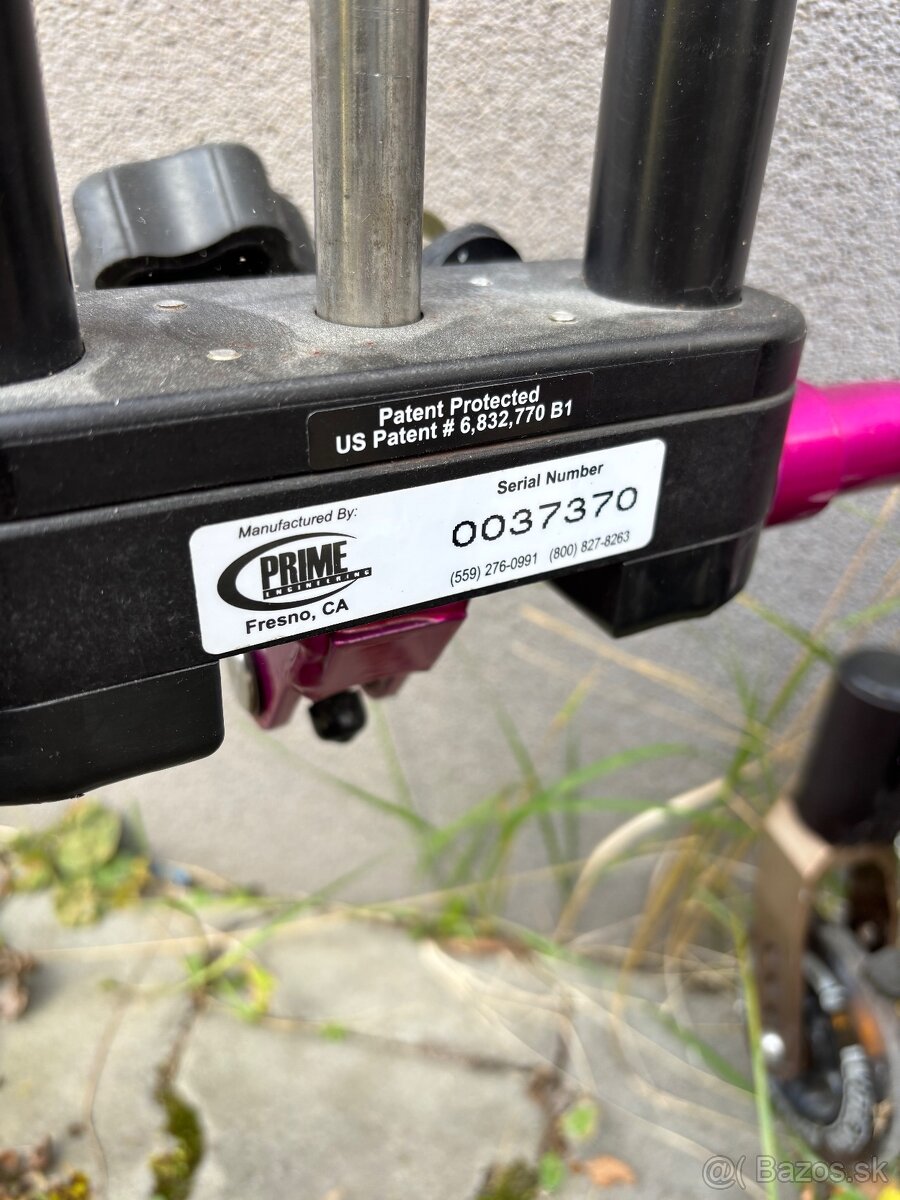 Patent Protected
US Patent # 6,832,770 B1
Manufactured By:
PRIME
ENGINEERING
Fresno, CA
Serial Number
0037370
(559) 276-0991 (800) 827-8263
@( Bazos.sk